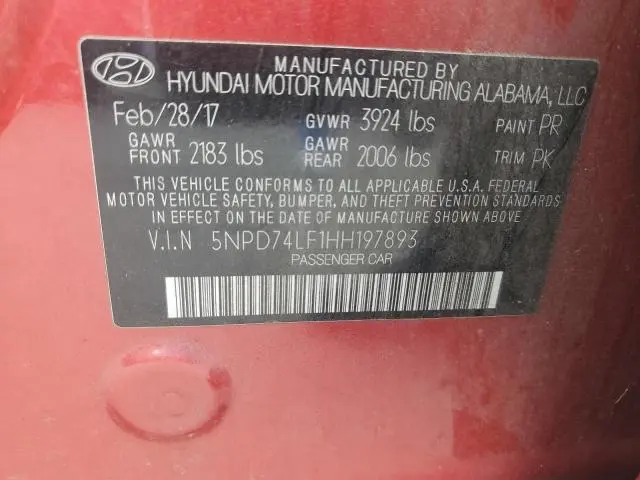 MANUFACTURED BY
HYUNDAI MOTOR MANUFACTURING ALABAMA, LLC
Feb/28/17 GVWR 3924 lbs PAINT PR
GAWR FRONT 2183 lbs GAWR REAR 2006 lbs TRIM PK
THIS VEHICLE CONFORMS TO ALL APPLICABLE U.S.A. FEDERAL
MOTOR VEHICLE SAFETY, BUMPER, AND THEFT PREVENTION STANDARDS
IN EFFECT ON THE DATE OF MANUFACTURE SHOWN ABOVE.
V.I.N 5NPD74LF1HH197893
PASSENGER CAR